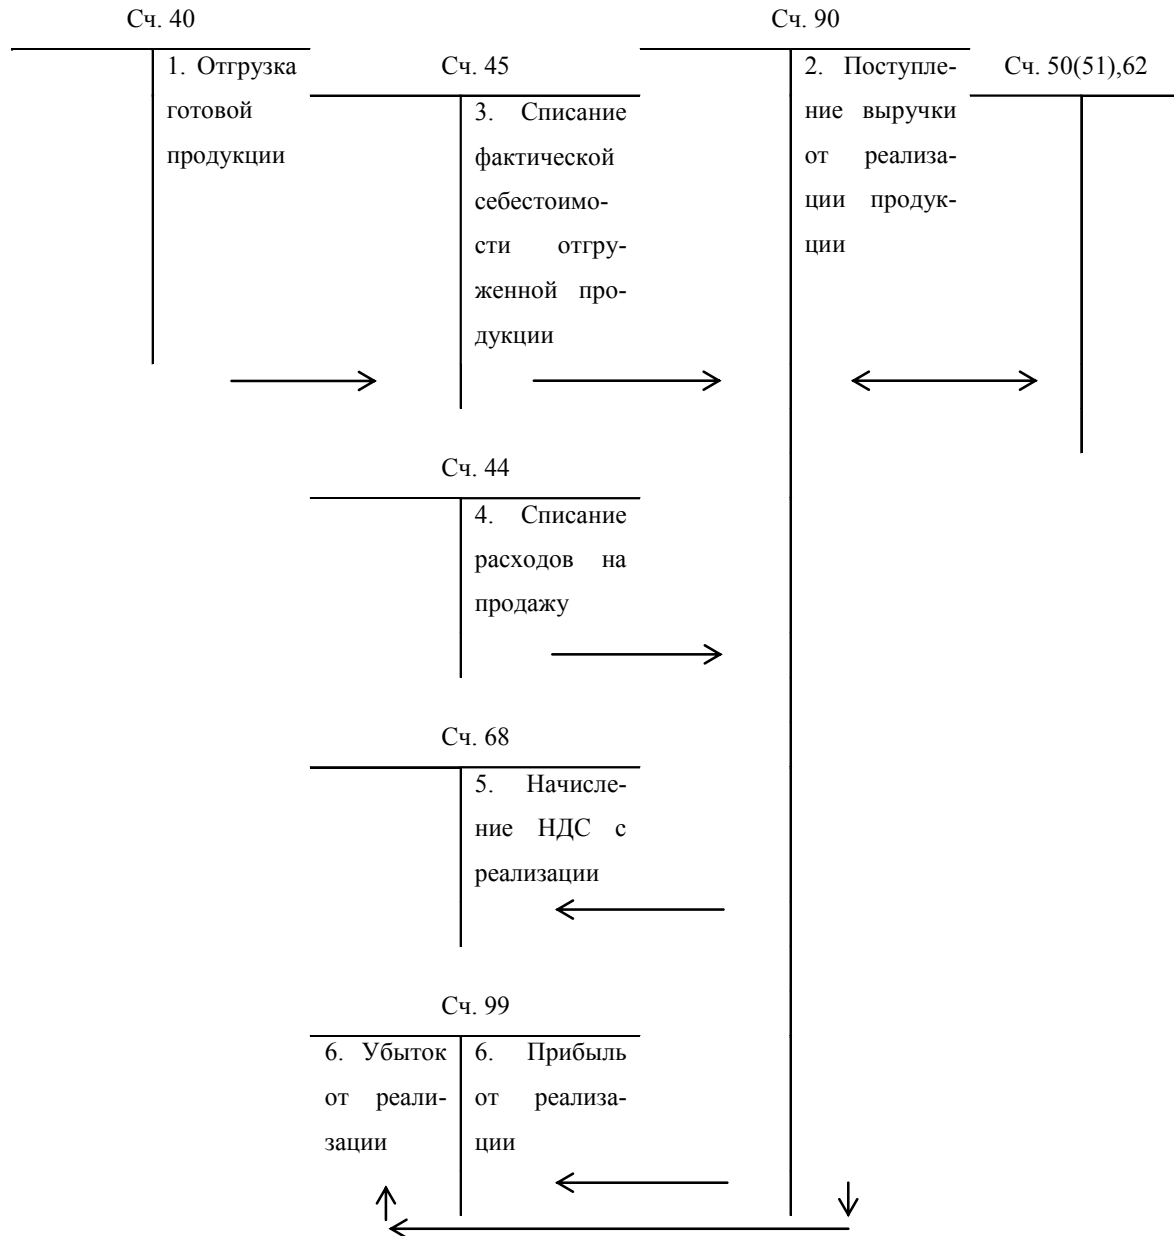 Сч. 40
1. Отгрузка
готовой
продукции
Сч. 45
3. Списание
фактической
себестоимо-
сти отгру-
женной про-
дукции
Сч. 90
2. Поступле-
ние выручки
от реализа-
ции продук-
ции
Сч. 50(51),62
Сч. 44
4. Списание
расходов на
продажу
Сч. 68
5. Начисле-
ние НДС с
реализации
Сч. 99
6. Убыток
от реали-
зации
6. Прибыль
от реализа-
ции